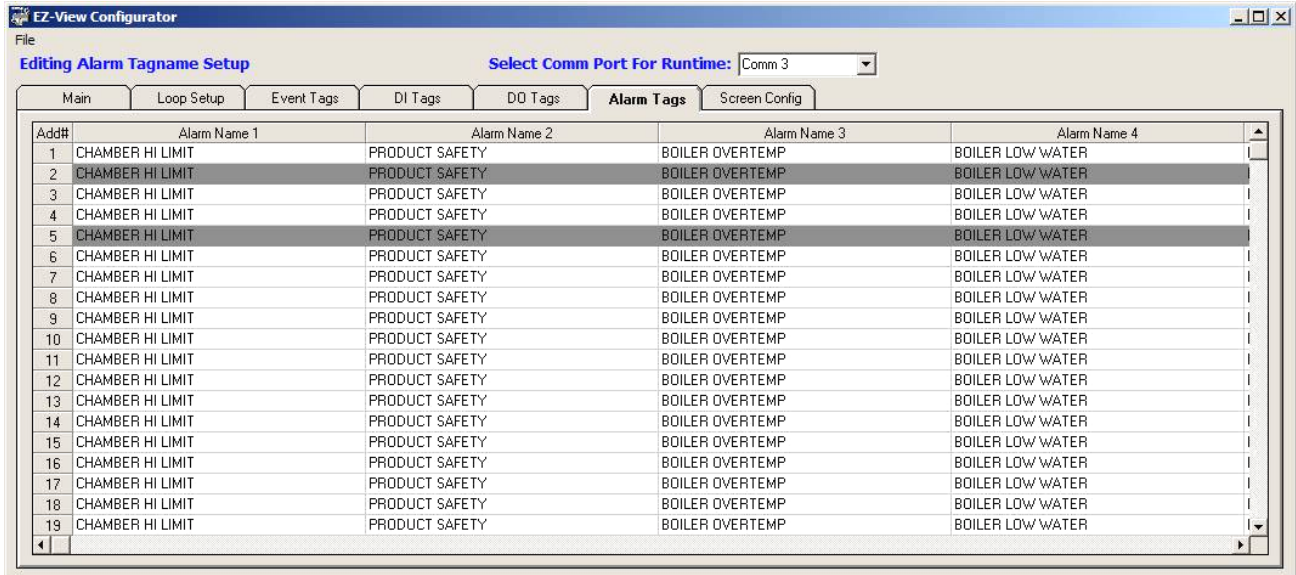 EZ-View Configurator
File
Editing Alarm Tagname Setup Select Comm Port For Runtime: Comm 3
Main Loop Setup Event Tags DI Tags DO Tags Alarm Tags Screen Config
Add# Alarm Name 1 Alarm Name 2 Alarm Name 3 Alarm Name 4
1 CHAMBER HI LIMIT PRODUCT SAFETY BOILER OVERTEMP BOILER LOW WATER
2 CHAMBER HI LIMIT PRODUCT SAFETY BOILER OVERTEMP BOILER LOW WATER
3 CHAMBER HI LIMIT PRODUCT SAFETY BOILER OVERTEMP BOILER LOW WATER
4 CHAMBER HI LIMIT PRODUCT SAFETY BOILER OVERTEMP BOILER LOW WATER
5 CHAMBER HI LIMIT PRODUCT SAFETY BOILER OVERTEMP BOILER LOW WATER
6 CHAMBER HI LIMIT PRODUCT SAFETY BOILER OVERTEMP BOILER LOW WATER
7 CHAMBER HI LIMIT PRODUCT SAFETY BOILER OVERTEMP BOILER LOW WATER
8 CHAMBER HI LIMIT PRODUCT SAFETY BOILER OVERTEMP BOILER LOW WATER
9 CHAMBER HI LIMIT PRODUCT SAFETY BOILER OVERTEMP BOILER LOW WATER
10 CHAMBER HI LIMIT PRODUCT SAFETY BOILER OVERTEMP BOILER LOW WATER
11 CHAMBER HI LIMIT PRODUCT SAFETY BOILER OVERTEMP BOILER LOW WATER
12 CHAMBER HI LIMIT PRODUCT SAFETY BOILER OVERTEMP BOILER LOW WATER
13 CHAMBER HI LIMIT PRODUCT SAFETY BOILER OVERTEMP BOILER LOW WATER
14 CHAMBER HI LIMIT PRODUCT SAFETY BOILER OVERTEMP BOILER LOW WATER
15 CHAMBER HI LIMIT PRODUCT SAFETY BOILER OVERTEMP BOILER LOW WATER
16 CHAMBER HI LIMIT PRODUCT SAFETY BOILER OVERTEMP BOILER LOW WATER
17 CHAMBER HI LIMIT PRODUCT SAFETY BOILER OVERTEMP BOILER LOW WATER
18 CHAMBER HI LIMIT PRODUCT SAFETY BOILER OVERTEMP BOILER LOW WATER
19 CHAMBER HI LIMIT PRODUCT SAFETY BOILER OVERTEMP BOILER LOW WATER